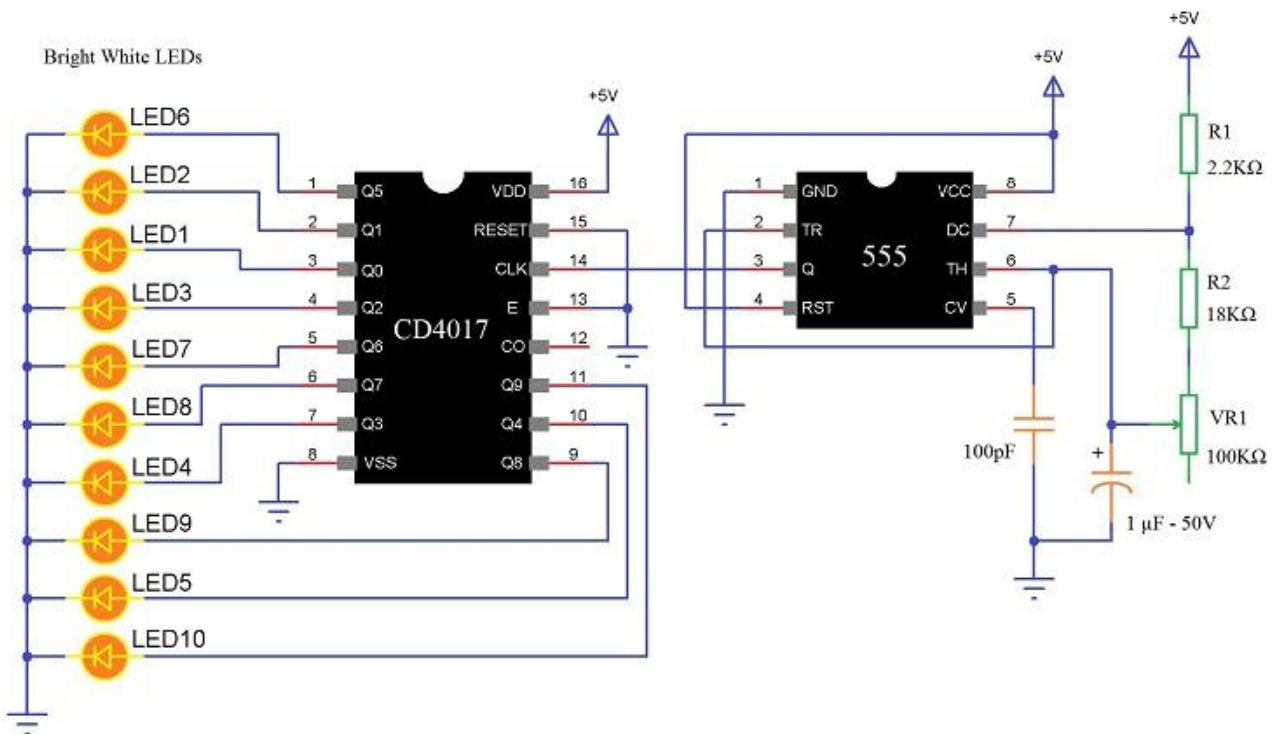 Bright White LEDs
LED6
LED2
LED1
LED3
LED7
LED8
LED4
LED9
LED5
LED10
+5V
1 Q5 VDD 16
2 Q1 RESET 15
3 Q0 CLK 14
4 Q2 E 13
5 Q6 CO 12
6 Q7 Q9 11
7 Q3 Q4 10
8 VSS Q8 9
CD4017
+5V
1 GND VCC 8
2 TR DC 7
3 Q TH 6
4 RST CV 5
555
+5V
R1
2.2KΩ
R2
18KΩ
VR1
100KΩ
100pF
+
1 µF - 50V